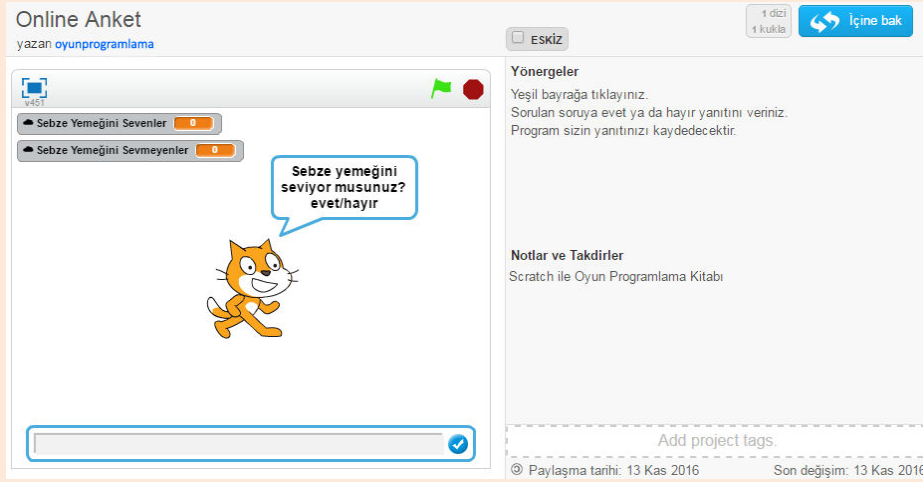 Online Anket
yazan oyunprogramlama
ESKİZ
1 dizi
1 kukla
İçine bak
v451
Sebze Yemeğini Sevenler 0
Sebze Yemeğini Sevmeyenler 0
Sebze yemeğini
seviyor musunuz?
evet/hayır
Yönergeler
Yeşil bayrağa tıklayınız.
Sorulan soruya evet ya da hayır yanıtını veriniz.
Program sizin yanıtınızı kaydedecektir.
Notlar ve Takdirler
Scratch ile Oyun Programlama Kitabı
Add project tags.
Paylaşma tarihi: 13 Kas 2016
Son değişim: 13 Kas 2016